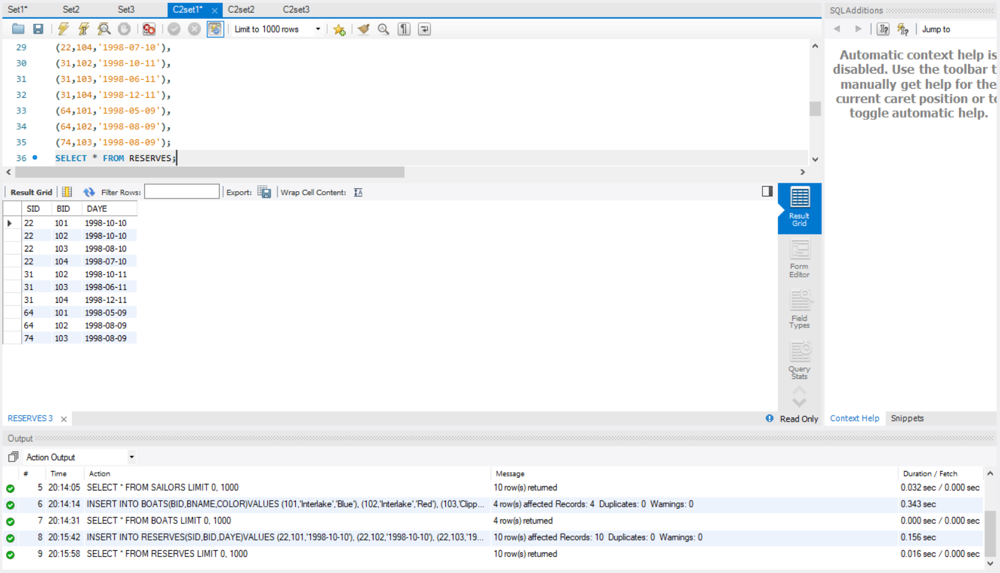 Set1* Set2 Set3 C2set1* C2set2 C2set3
SQLAdditions
Limit to 1000 rows
Jump to
29 (22,104,'1998-07-10'),
30 (31,102,'1998-10-11'),
31 (31,103,'1998-06-11'),
32 (31,104,'1998-12-11'),
33 (64,101,'1998-05-09'),
34 (64,102,'1998-08-09'),
35 (74,103,'1998-08-09');
36 SELECT * FROM RESERVES;
Automatic context help is
disabled. Use the toolbar t
manually get help for the
current caret position or to
toggle automatic help.
Result Grid Filter Rows: Export: Wrap Cell Content:
SID BID DAYE
22 101 1998-10-10
22 102 1998-10-10
22 103 1998-08-10
22 104 1998-07-10
31 102 1998-10-11
31 103 1998-06-11
31 104 1998-12-11
64 101 1998-05-09
64 102 1998-08-09
74 103 1998-08-09
Result
Grid
Form
Editor
Field
Types
Query
Stats
RESERVES 3
Read Only
Context Help Snippets
Output
Action Output
# Time Action Message Duration / Fetch
5 20:14:05 SELECT * FROM SAILORS LIMIT 0, 1000 10 row(s) returned 0.032 sec / 0.000 sec
6 20:14:14 INSERT INTO BOATS(BID,BNAME,COLOR)VALUES (101,'Interlake','Blue'), (102,'Interlake','Red'), (103,'Clipp... 4 row(s) affected Records: 4 Duplicates: 0 Warnings: 0 0.343 sec
7 20:14:31 SELECT * FROM BOATS LIMIT 0, 1000 4 row(s) returned 0.000 sec / 0.000 sec
8 20:15:42 INSERT INTO RESERVES(SID,BID,DAYE)VALUES (22,101,'1998-10-10'), (22,102,'1998-10-10'), (22,103,'19... 10 row(s) affected Records: 10 Duplicates: 0 Warnings: 0 0.156 sec
9 20:15:58 SELECT * FROM RESERVES LIMIT 0, 1000 10 row(s) returned 0.016 sec / 0.000 sec